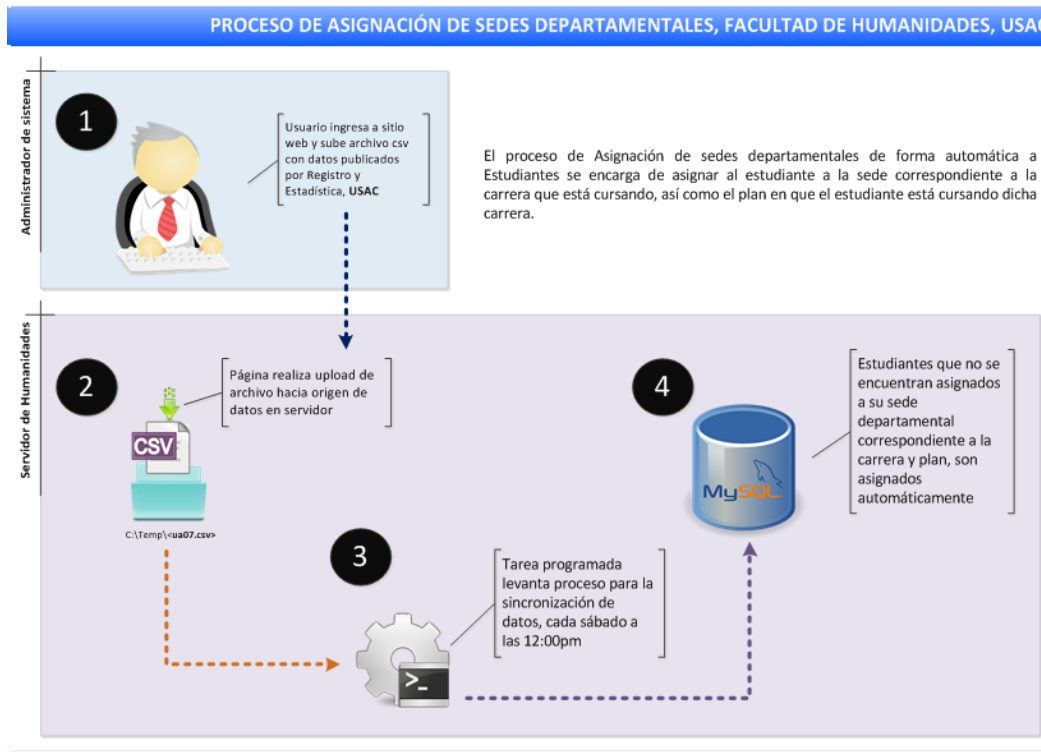 PROCESO DE ASIGNACIÓN DE SEDES DEPARTAMENTALES, FACULTAD DE HUMANIDADES, USAC
Administrador de sistema
1
Usuario ingresa a sitio
web y sube archivo csv
con datos publicados
por Registro y
Estadística, USAC
El proceso de Asignación de sedes departamentales de forma automática a
Estudiantes se encarga de asignar al estudiante a la sede correspondiente a la
carrera que está cursando, así como el plan en que el estudiante está cursando dicha
carrera.
Servidor de Humanidades
2
Página realiza upload de
archivo hacia origen de
datos en servidor
CSV
C:\Temp\<ua07.csv>
3
Tarea programada
levanta proceso para la
sincronización de
datos, cada sábado a
las 12:00pm
>_
4
MySQL
Estudiantes que no se
encuentran asignados
a su sede
departamental
correspondiente a la
carrera y plan, son
asignados
automáticamente